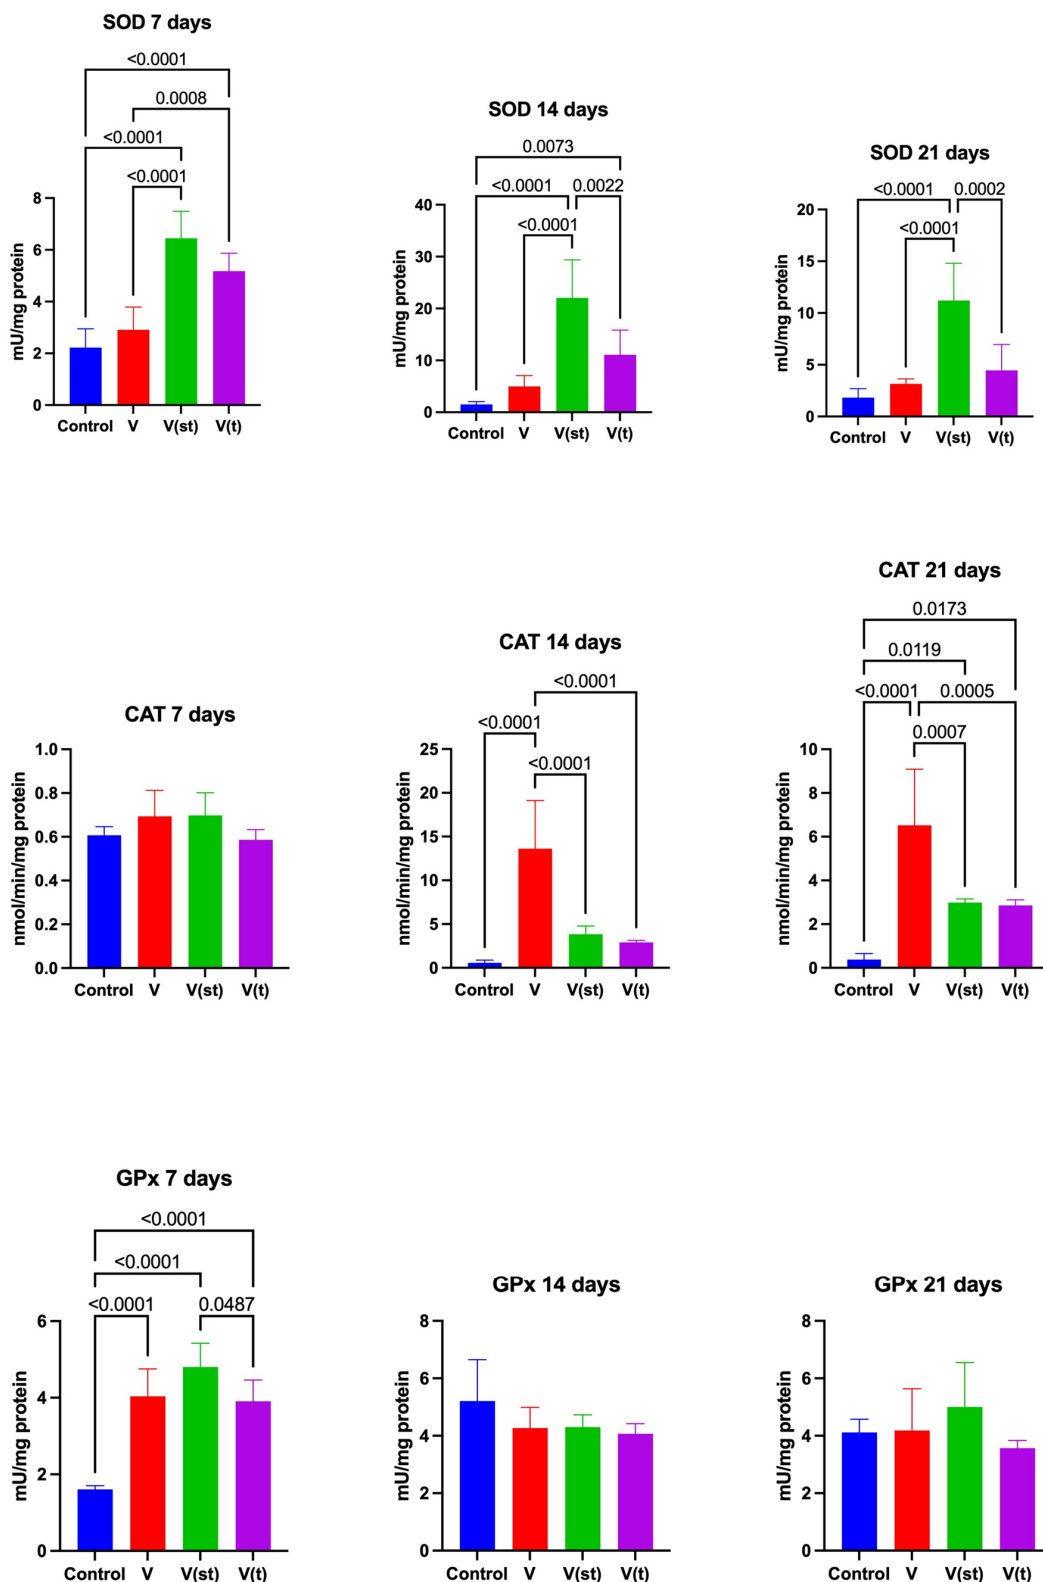 SOD 7 days
<0.0001
0.0008
<0.0001
<0.0001
8
6
4
2
0
mU/mg protein
Control V V(st) V(t)
SOD 14 days
0.0073
<0.0001 0.0022
<0.0001
40
30
20
10
0
mU/mg protein
Control V V(st) V(t)
SOD 21 days
<0.0001 0.0002
<0.0001
20
15
10
5
0
mU/mg protein
Control V V(st) V(t)
CAT 7 days
1.0
0.8
0.6
0.4
0.2
0.0
nmol/min/mg protein
Control V V(st) V(t)
CAT 14 days
<0.0001
<0.0001
<0.0001
25
20
15
10
5
0
nmol/min/mg protein
Control V V(st) V(t)
CAT 21 days
0.0173
0.0119
<0.0001 0.0005
0.0007
10
8
6
4
2
0
nmol/min/mg protein
Control V V(st) V(t)
GPx 7 days
<0.0001
<0.0001
<0.0001 0.0487
6
4
2
0
mU/mg protein
Control V V(st) V(t)
GPx 14 days
8
6
4
2
0
mU/mg protein
Control V V(st) V(t)
GPx 21 days
8
6
4
2
0
mU/mg protein
Control V V(st) V(t)